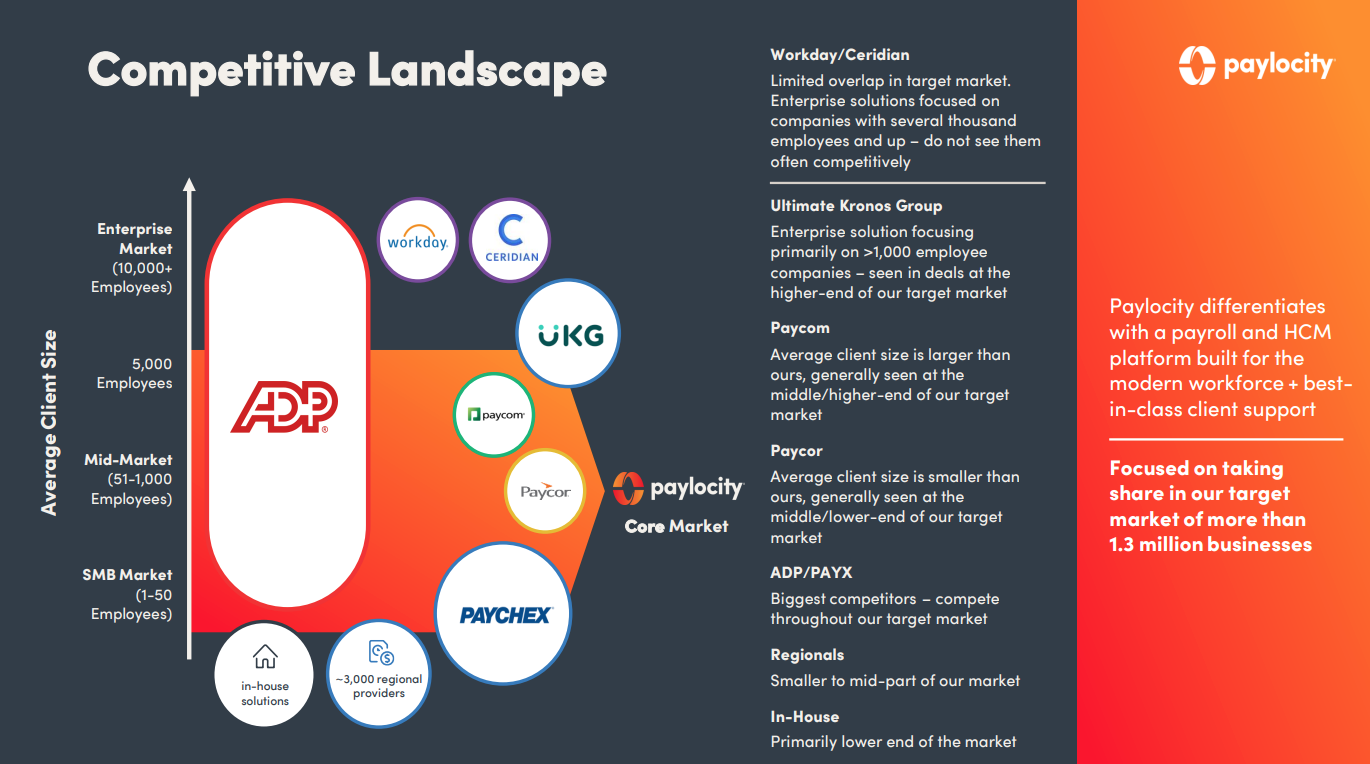 Competitive Landscape
Average Client Size
Enterprise
Market
(10,000+
Employees)
5,000
Employees
Mid-Market
(51-1,000
Employees)
SMB Market
(1-50
Employees)
ADP
workday
CERIDIAN
UKG
paycom
Paycor
PAYCHEX
in-house
solutions
~3,000 regional
providers
paylocity
Core Market
Workday/Ceridian
Limited overlap in target market.
Enterprise solutions focused on
companies with several thousand
employees and up – do not see them
often competitively
Ultimate Kronos Group
Enterprise solution focusing
primarily on >1,000 employee
companies – seen in deals at the
higher-end of our target market
Paycom
Average client size is larger than
ours, generally seen at the
middle/higher-end of our target
market
Paycor
Average client size is smaller than
ours, generally seen at the
middle/lower-end of our target
market
ADP/PAYX
Biggest competitors – compete
throughout our target market
Regionals
Smaller to mid-part of our market
In-House
Primarily lower end of the market
paylocity
Paylocity differentiates
with a payroll and HCM
platform built for the
modern workforce + best-
in-class client support
Focused on taking
share in our target
market of more than
1.3 million businesses